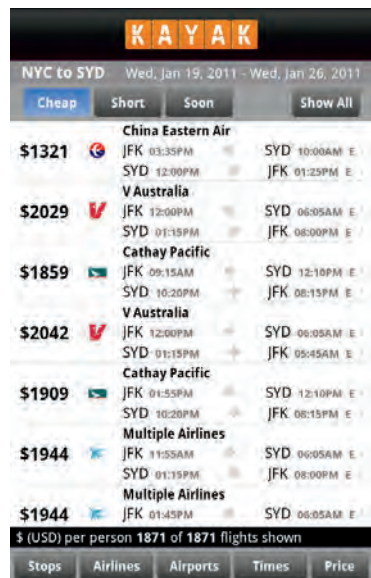 KAYAK
NYC to SYD Wed, Jan 19, 2011 - Wed, Jan 26, 2011
Cheap Short Soon Show All
China Eastern Air
$1321 JFK 03:35PM SYD 10:00AM E
SYD 12:00PM JFK 01:25PM E
V Australia
$2029 JFK 12:00PM SYD 06:05AM E
SYD 01:15PM JFK 08:00PM E
Cathay Pacific
$1859 JFK 09:15AM SYD 12:10PM E
SYD 10:20PM JFK 08:15PM E
V Australia
$2042 JFK 12:00PM SYD 06:05AM E
SYD 01:15PM JFK 05:45AM E
Cathay Pacific
$1909 JFK 01:55PM SYD 12:10PM E
SYD 10:20PM JFK 08:15PM E
Multiple Airlines
$1944 JFK 11:55AM SYD 06:05AM E
SYD 01:15PM JFK 08:00PM E
Multiple Airlines
$1944 JFK 01:45PM SYD 06:05AM E
$ (USD) per person 1871 of 1871 flights shown
Stops Airlines Airports Times Price